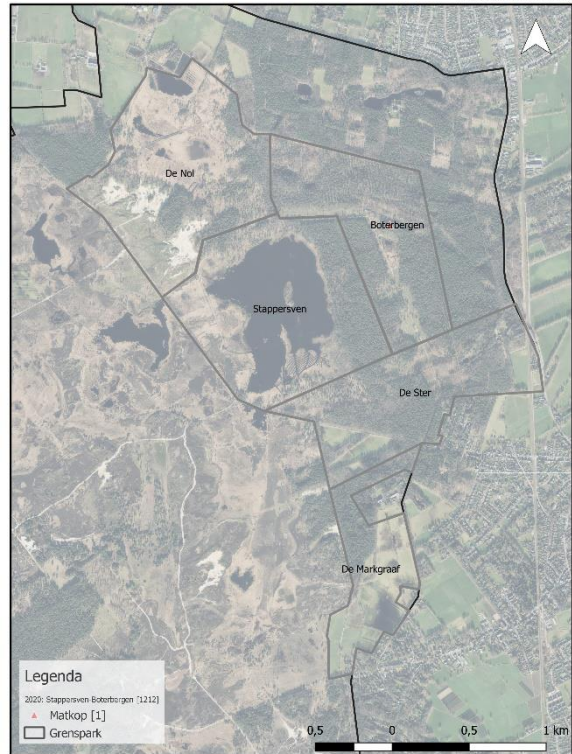 De Nol
Boterbergen
Stappersven
De Ster
De Markgraaf
Legenda
2020: Stappersven-Boterbergen [1212]
Matkop [1]
Grenspark
0,5 0 0,5 1 km